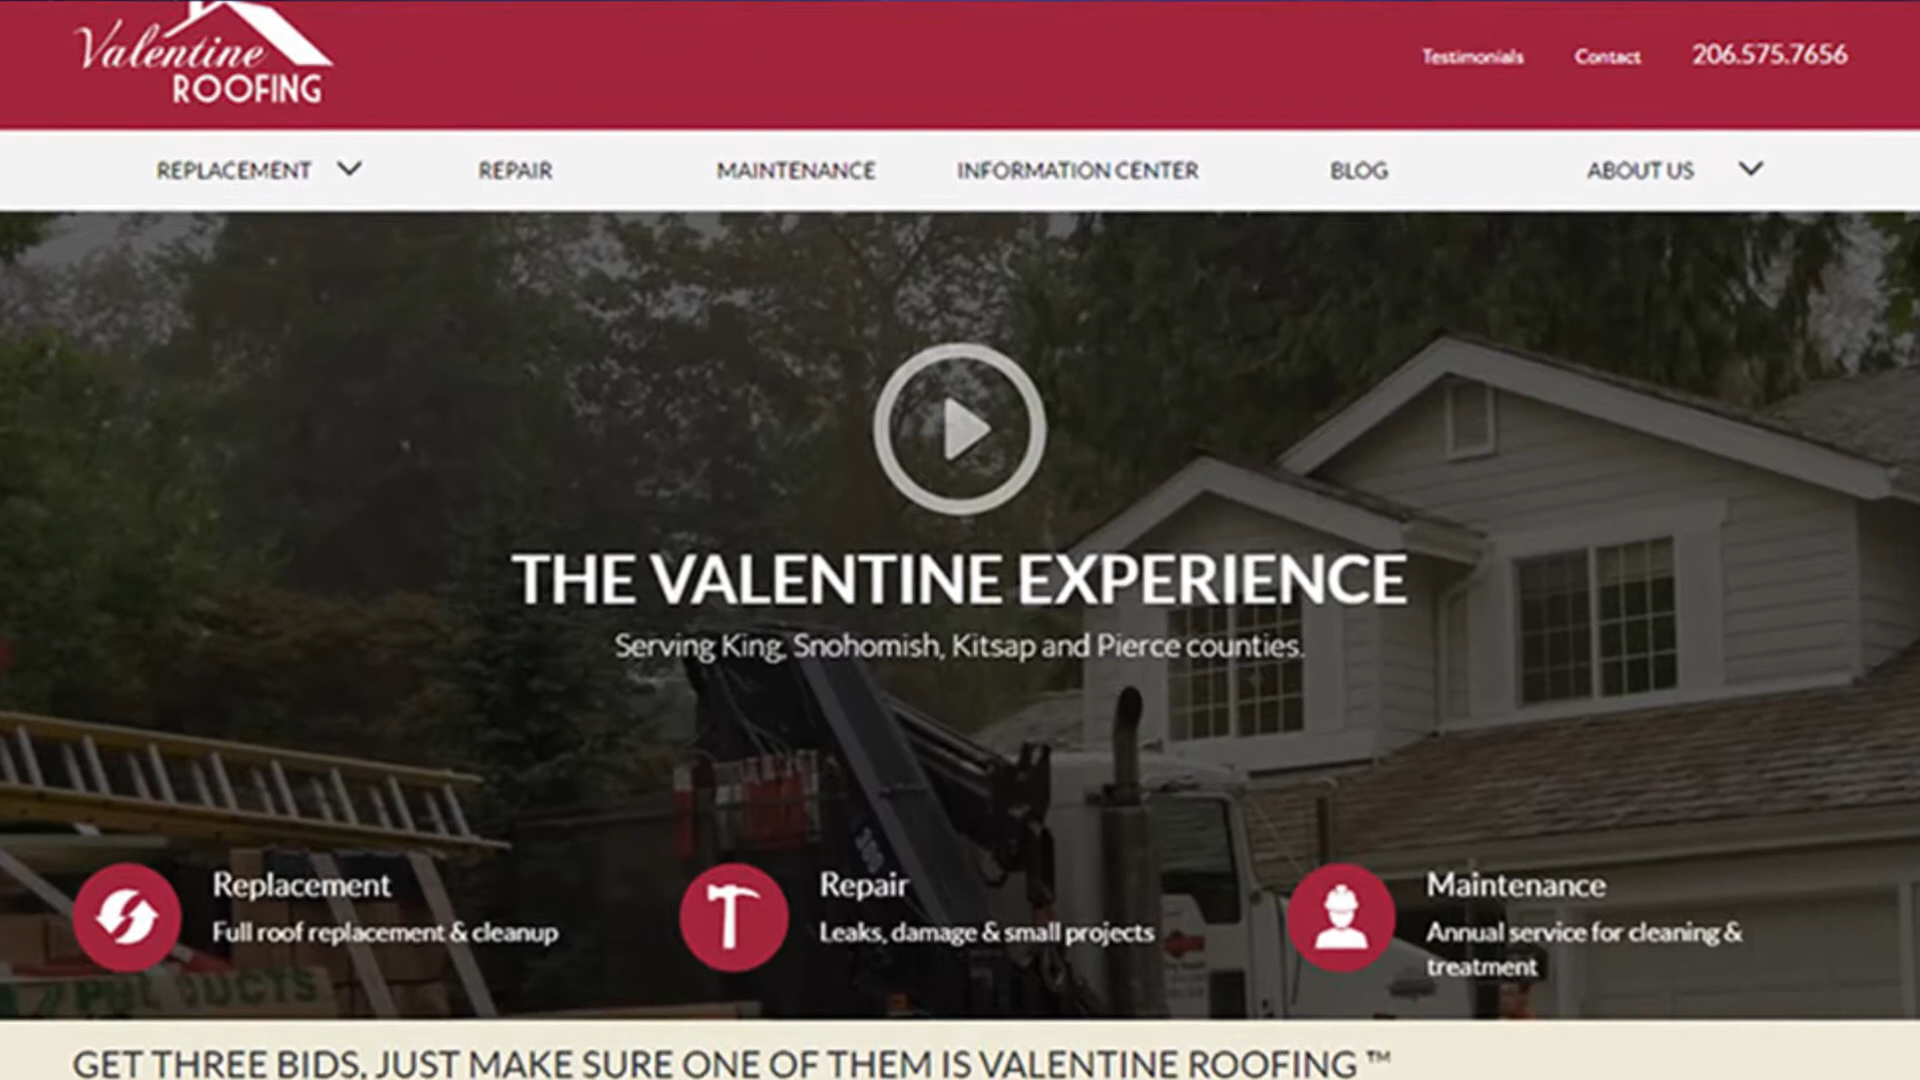 Valentine
ROOFING
Testimonials
Contact
206.575.7656
REPLACEMENT
REPAIR
MAINTENANCE
INFORMATION CENTER
BLOG
ABOUT US
THE VALENTINE EXPERIENCE
Serving King, Snohomish, Kitsap and Pierce counties.
300
Replacement
Full roof replacement & cleanup
Repair
Leaks, damage & small projects
Maintenance
Annual service for cleaning &
treatment
GET THREE BIDS, JUST MAKE SURE ONE OF THEM IS VALENTINE ROOFING ™